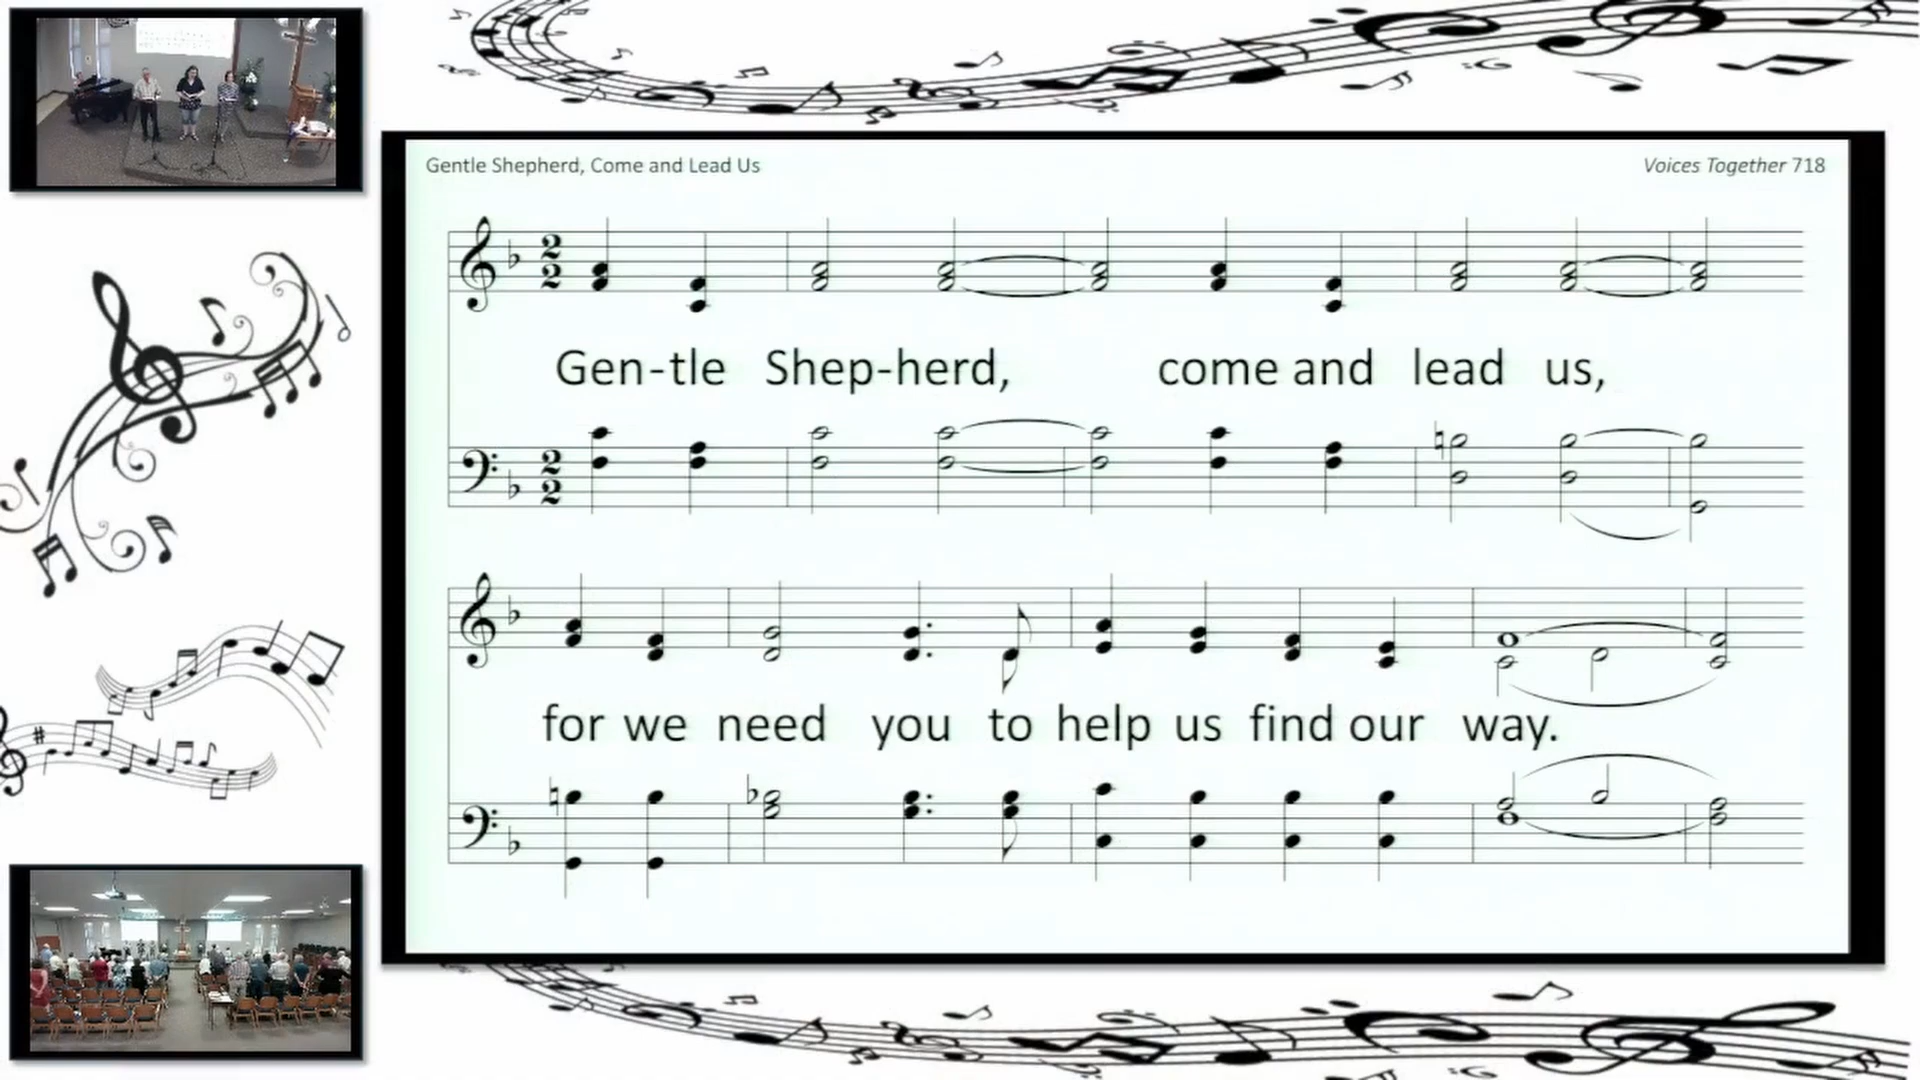 Gentle Shepherd, Come and Lead Us
Voices Together 718
Gen-tle Shep-herd, come and lead us,
for we need you to help us find our way.